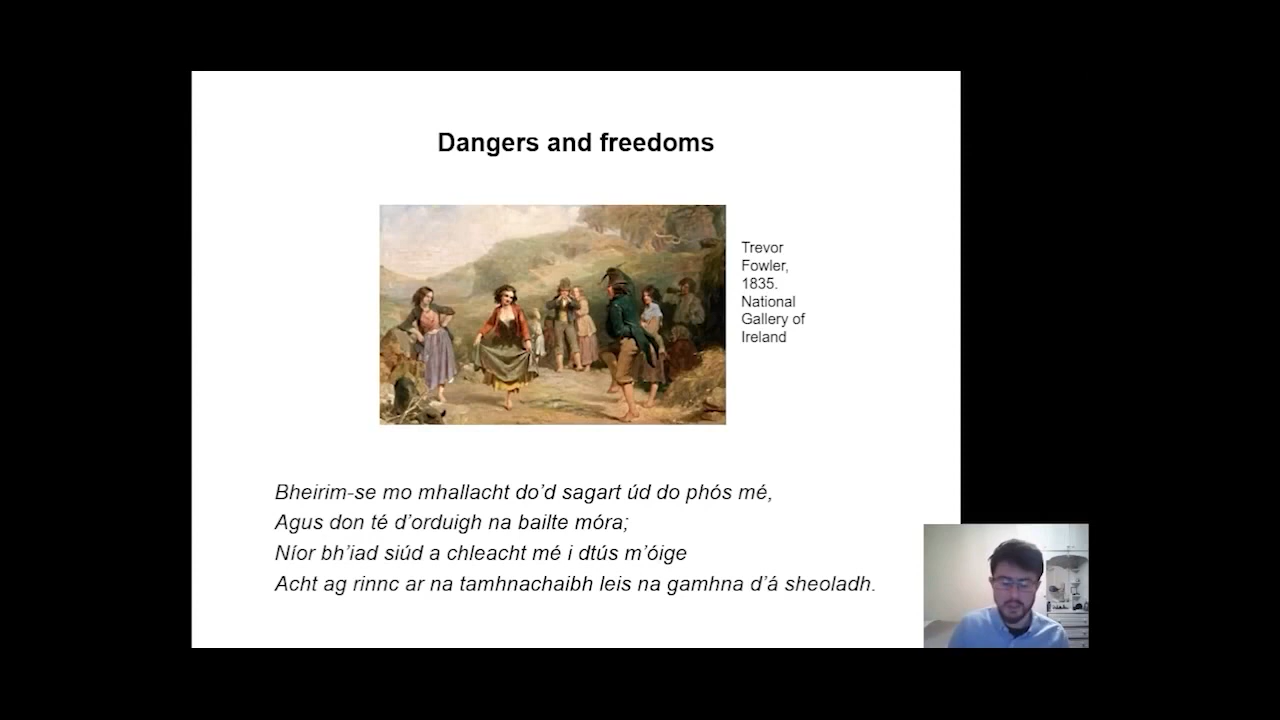 Dangers and freedoms
Trevor
Fowler,
1835.
National
Gallery of
Ireland
Bheirim-se mo mhallacht do’d sagart úd do phós mé,
Agus don té d’orduigh na bailte móra;
Níor bh’iad siúd a chleacht mé i dtús m’óige
Acht ag rinnc ar na tamhnachaibh leis na gamhna d’á sheoladh.